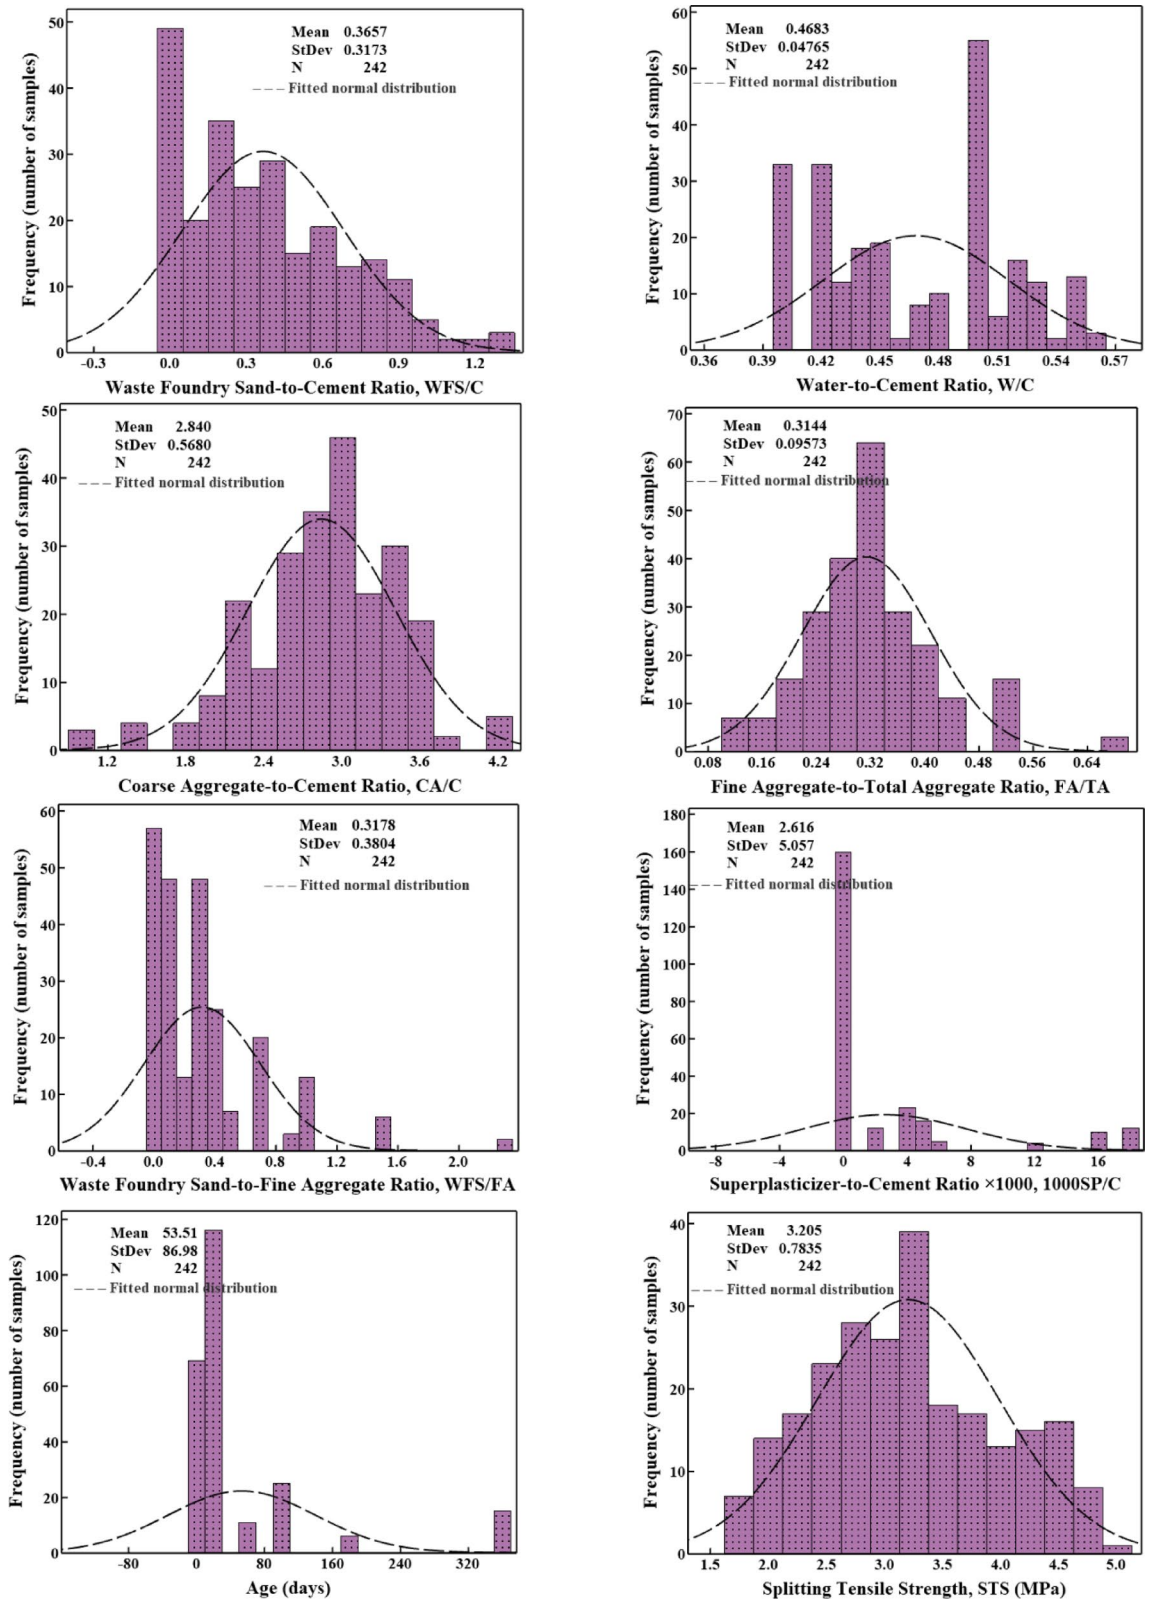 Mean 0.3657
StDev 0.3173
N 242
Fitted normal distribution
Frequency (number of samples)
50
40
30
20
10
0
-0.3 0.0 0.3 0.6 0.9 1.2
Waste Foundry Sand-to-Cement Ratio, WFS/C
Mean 0.4683
StDev 0.04765
N 242
Fitted normal distribution
Frequency (number of samples)
60
50
40
30
20
10
0
0.36 0.39 0.42 0.45 0.48 0.51 0.54 0.57
Water-to-Cement Ratio, W/C
Mean 2.840
StDev 0.5680
N 242
Fitted normal distribution
Frequency (number of samples)
50
40
30
20
10
0
1.2 1.8 2.4 3.0 3.6 4.2
Coarse Aggregate-to-Cement Ratio, CA/C
Mean 0.3144
StDev 0.09573
N 242
Fitted normal distribution
Frequency (number of samples)
70
60
50
40
30
20
10
0
0.08 0.16 0.24 0.32 0.40 0.48 0.56 0.64
Fine Aggregate-to-Total Aggregate Ratio, FA/TA
Mean 0.3178
StDev 0.3804
N 242
Fitted normal distribution
Frequency (number of samples)
60
50
40
30
20
10
0
-0.4 0.0 0.4 0.8 1.2 1.6 2.0
Waste Foundry Sand-to-Fine Aggregate Ratio, WFS/FA
Mean 2.616
StDev 5.057
N 242
Fitted normal distribution
Frequency (number of samples)
180
160
140
120
100
80
60
40
20
0
-8 -4 0 4 8 12 16
Superplasticizer-to-Cement Ratio ×1000, 1000SP/C
Mean 53.51
StDev 86.98
N 242
Fitted normal distribution
Frequency (number of samples)
120
100
80
60
40
20
0
-80 0 80 160 240 320
Age (days)
Mean 3.205
StDev 0.7835
N 242
Fitted normal distribution
Frequency (number of samples)
40
30
20
10
0
1.5 2.0 2.5 3.0 3.5 4.0 4.5 5.0
Splitting Tensile Strength, STS (MPa)